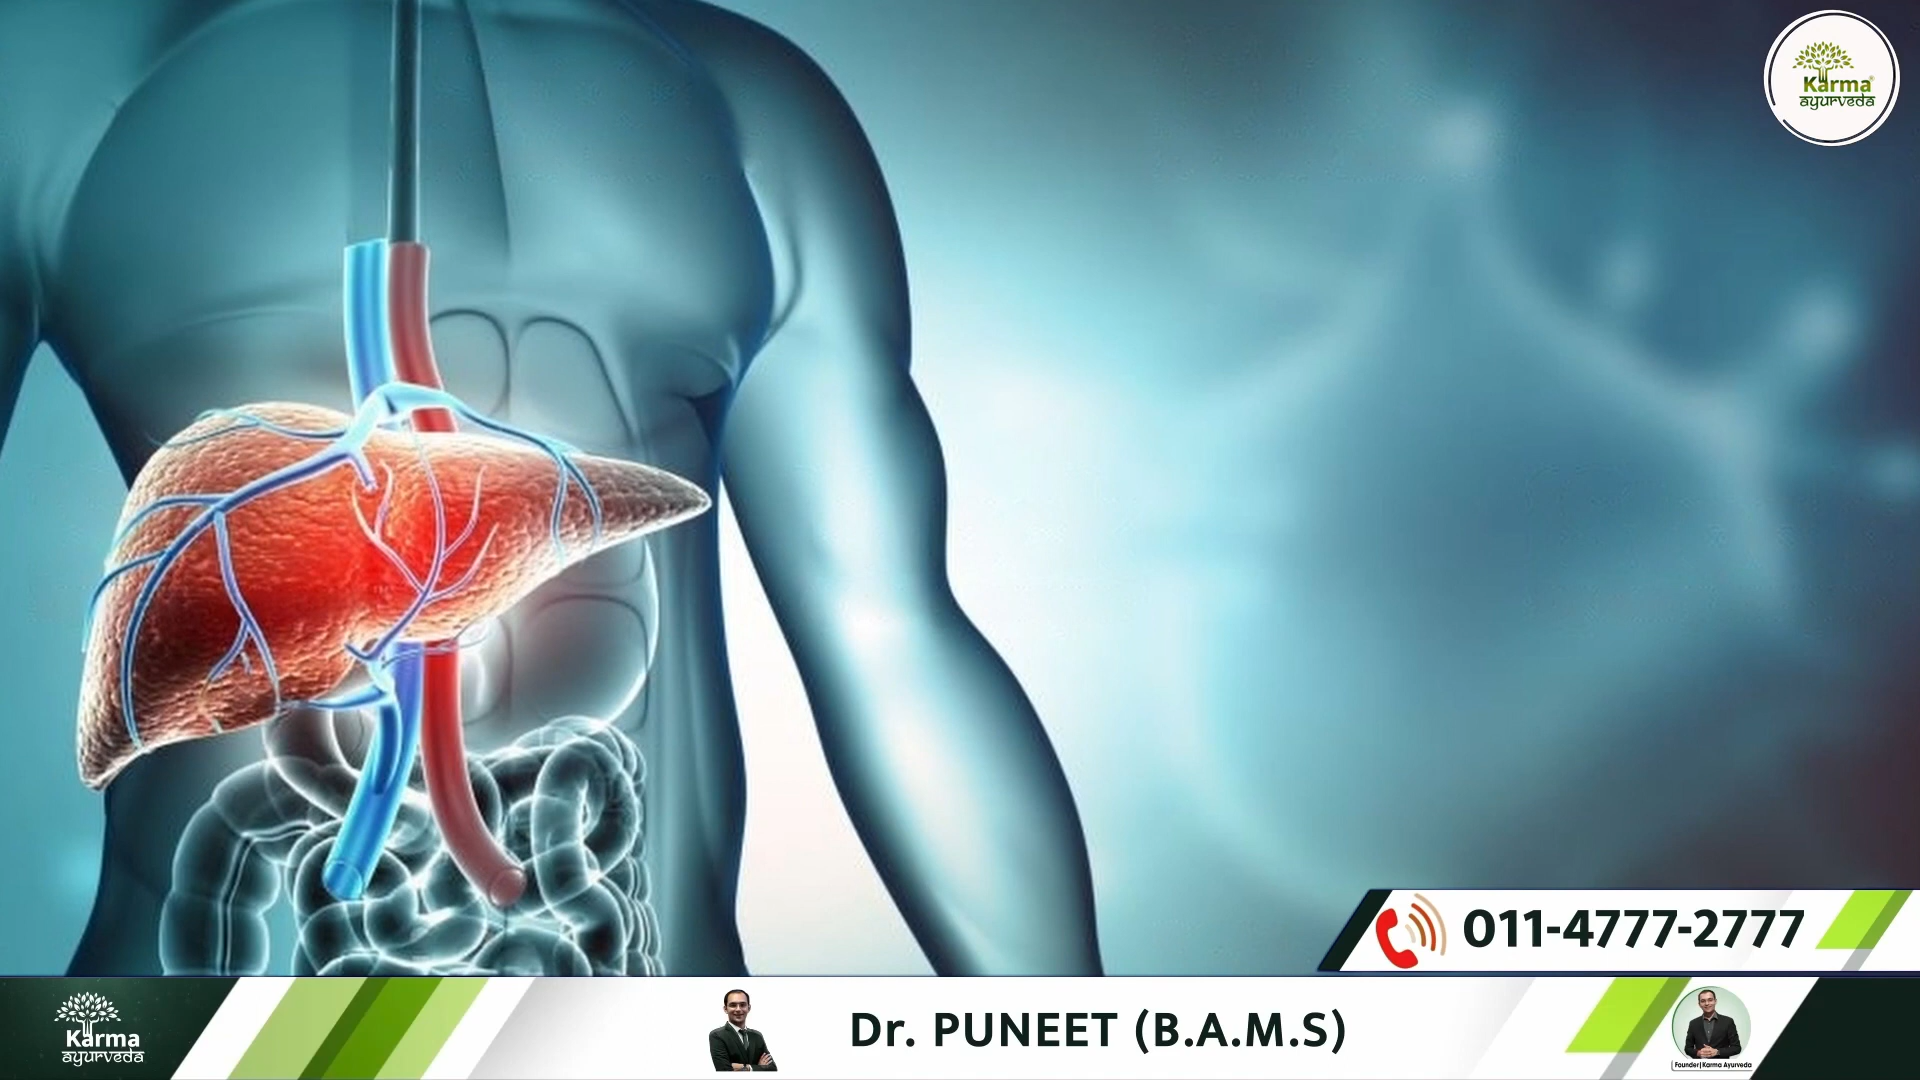 Karma
ayurveda
011-4777-2777
Karma
ayurveda
Dr. PUNEET (B.A.M.S)
Founder|Karma Ayurveda